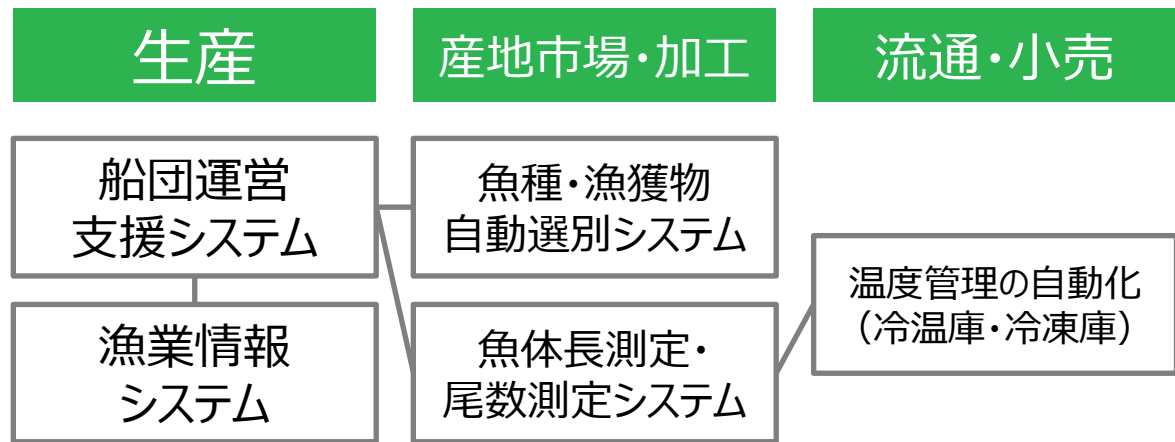 生産
産地市場・加工
流通・小売
船団運営
支援システム
魚種・漁獲物
自動選別システム
漁業情報
システム
魚体長測定・
尾数測定システム
温度管理の自動化
（冷温庫・冷凍庫）